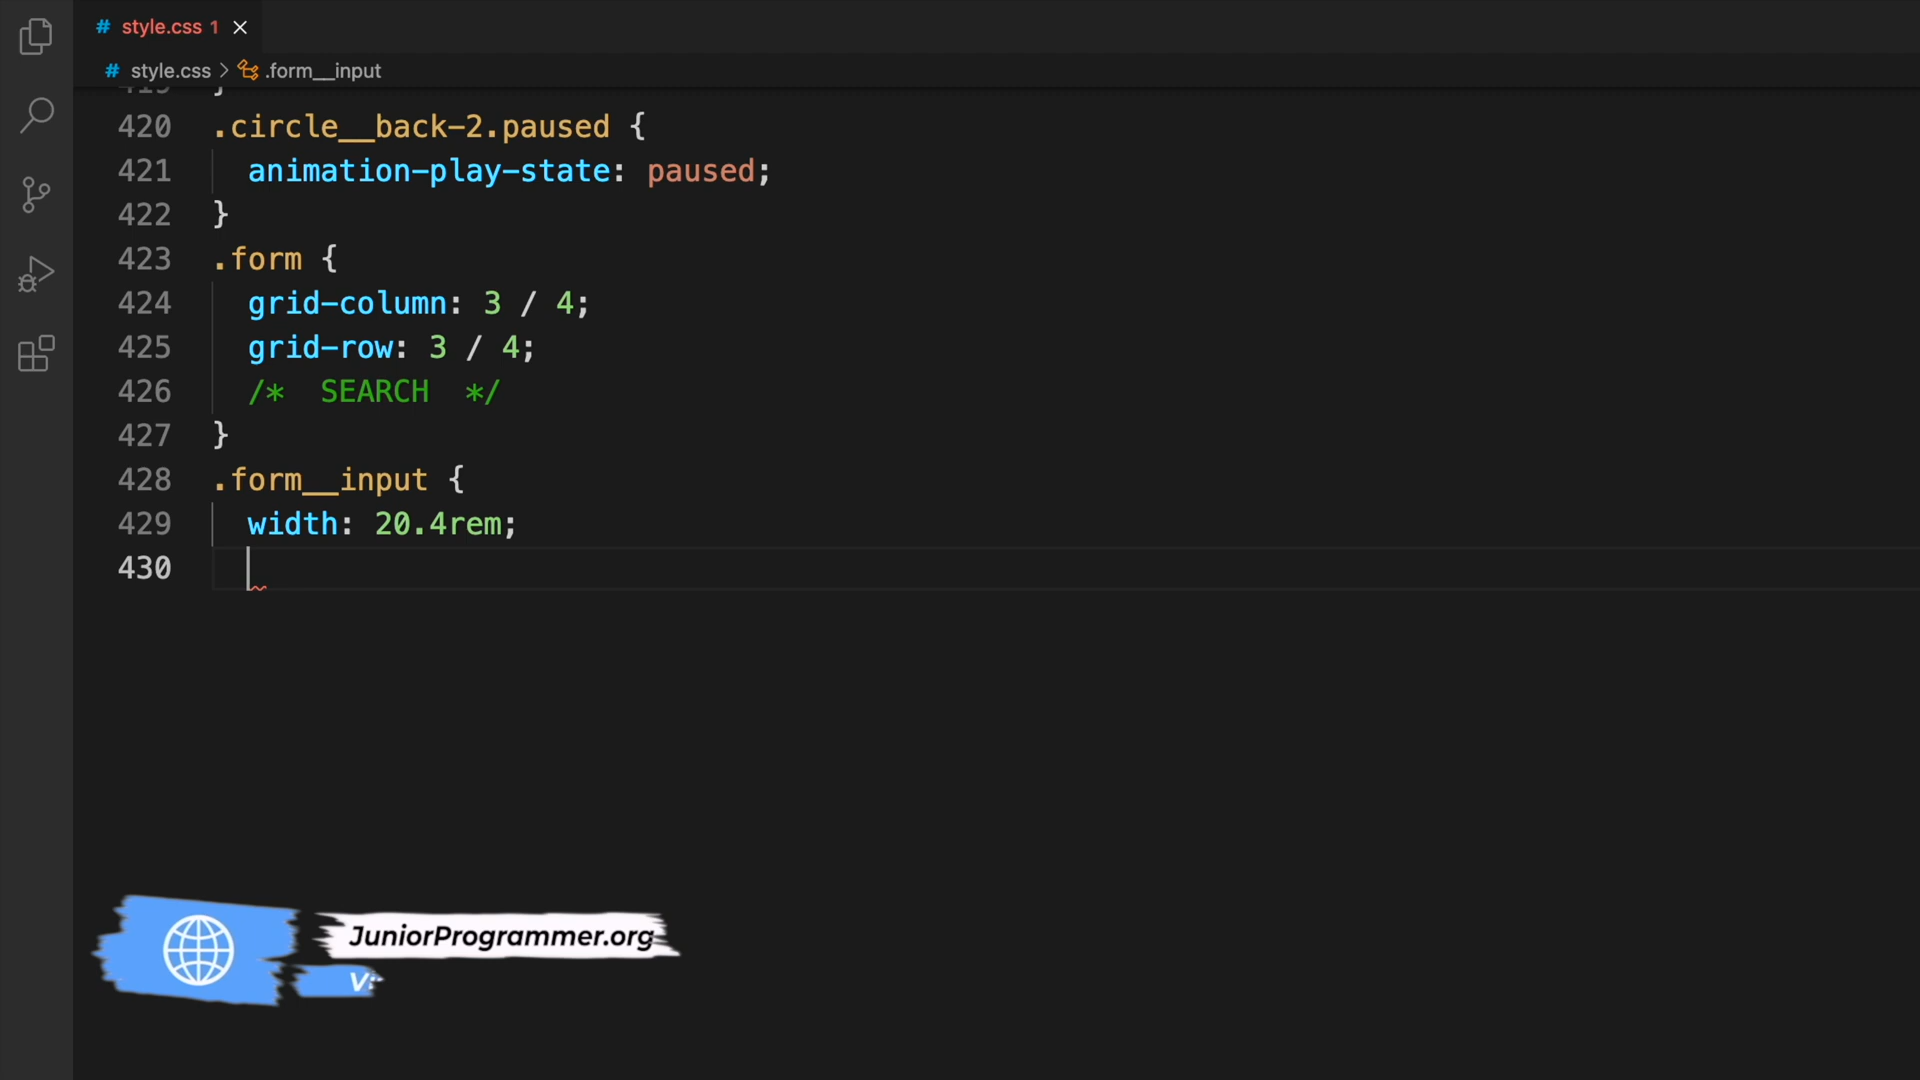 # style.css 1 ×
# style.css > .form__input
419 }
420 .circle__back-2.paused {
421 animation-play-state: paused;
422 }
423 .form {
424 grid-column: 3 / 4;
425 grid-row: 3 / 4;
426 /*  SEARCH  */
427 }
428 .form__input {
429 width: 20.4rem;
430
JuniorProgrammer.org